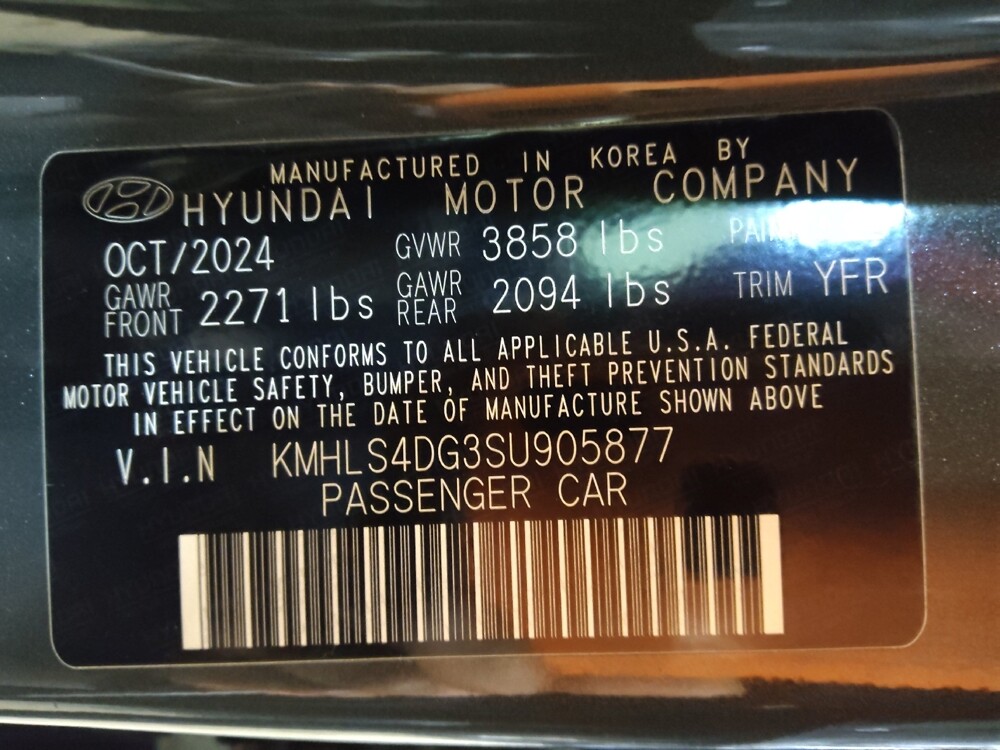 MANUFACTURED IN KOREA BY
HYUNDAI MOTOR COMPANY
OCT/2024 GVWR 3858 lbs
GAWR FRONT 2271 lbs GAWR REAR 2094 lbs TRIM YFR
THIS VEHICLE CONFORMS TO ALL APPLICABLE U.S.A. FEDERAL
MOTOR VEHICLE SAFETY, BUMPER, AND THEFT PREVENTION STANDARDS
IN EFFECT ON THE DATE OF MANUFACTURE SHOWN ABOVE
V.I.N KMHLS4DG3SU905877
PASSENGER CAR